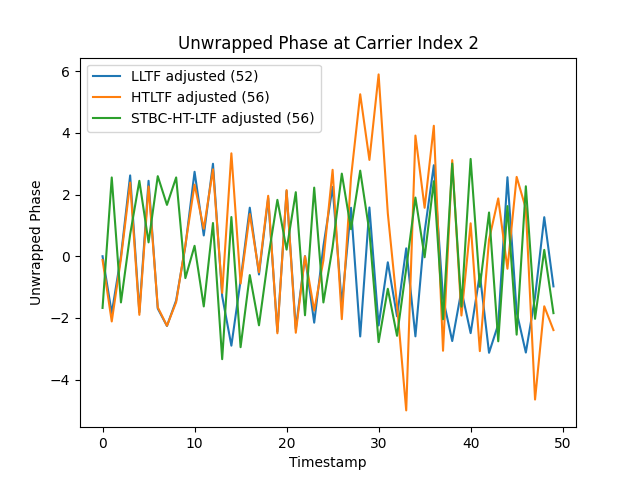 Unwrapped Phase at Carrier Index 2
LLTF adjusted (52)
HTLTF adjusted (56)
STBC-HT-LTF adjusted (56)
Unwrapped Phase
6
4
2
0
−2
−4
0
10
20
30
40
50
Timestamp